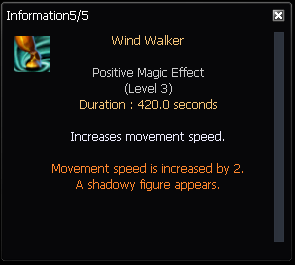 Information5/5
Wind Walker
Positive Magic Effect
(Level 3)
Duration : 420.0 seconds
Increases movement speed.
Movement speed is increased by 2.
A shadowy figure appears.